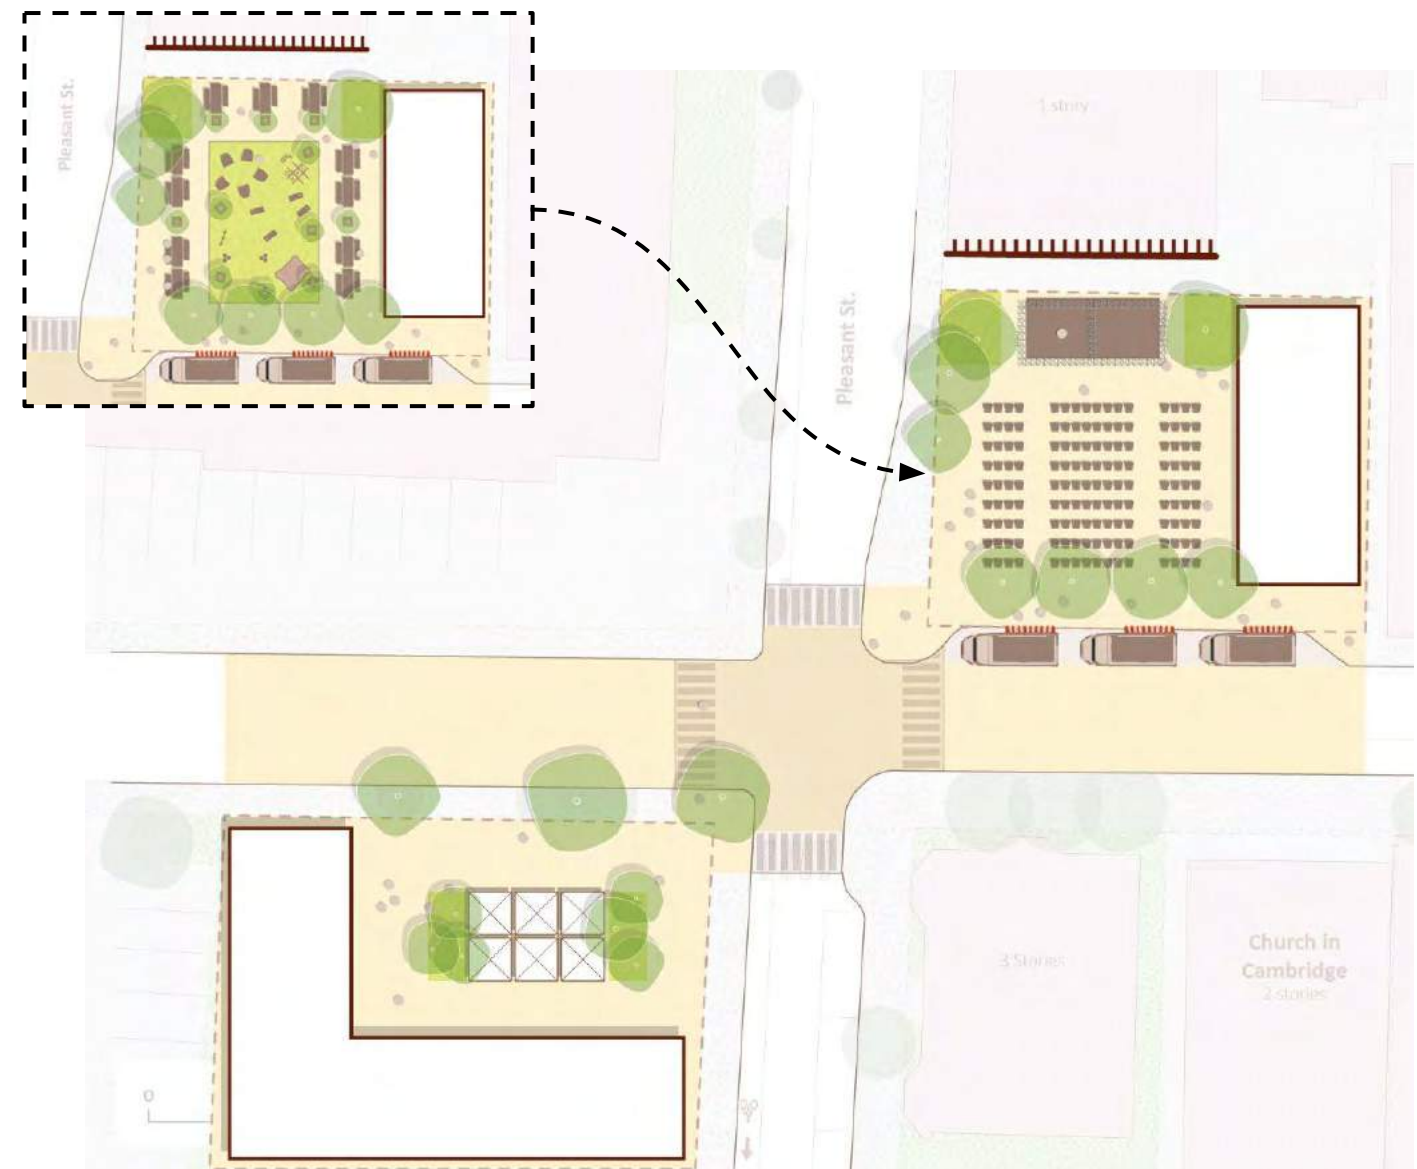 Pleasant St.
1 story
Pleasant St.
3 Stories
Church in
Cambridge
2 stories
0